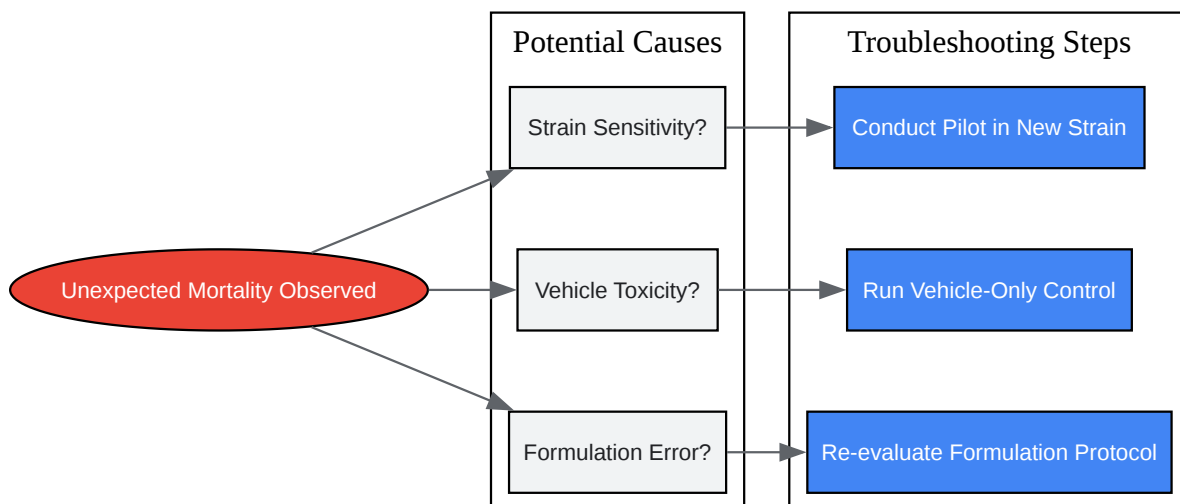 Potential Causes
Troubleshooting Steps
Strain Sensitivity?
Conduct Pilot in New Strain
Unexpected Mortality Observed
Vehicle Toxicity?
Run Vehicle-Only Control
Formulation Error?
Re-evaluate Formulation Protocol